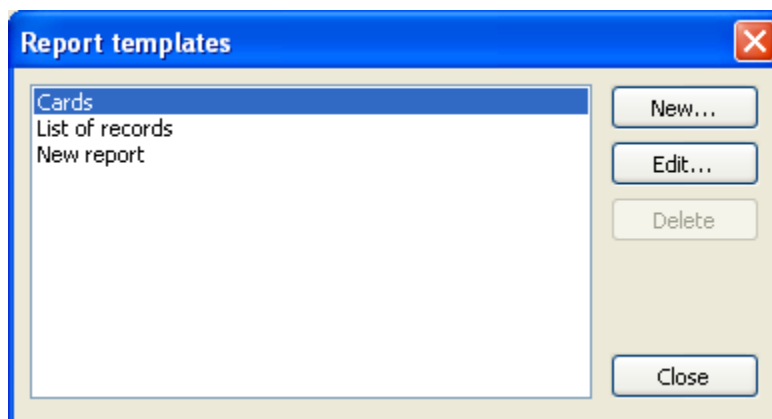 Report templates
Cards
List of records
New report
New...
Edit...
Delete
Close